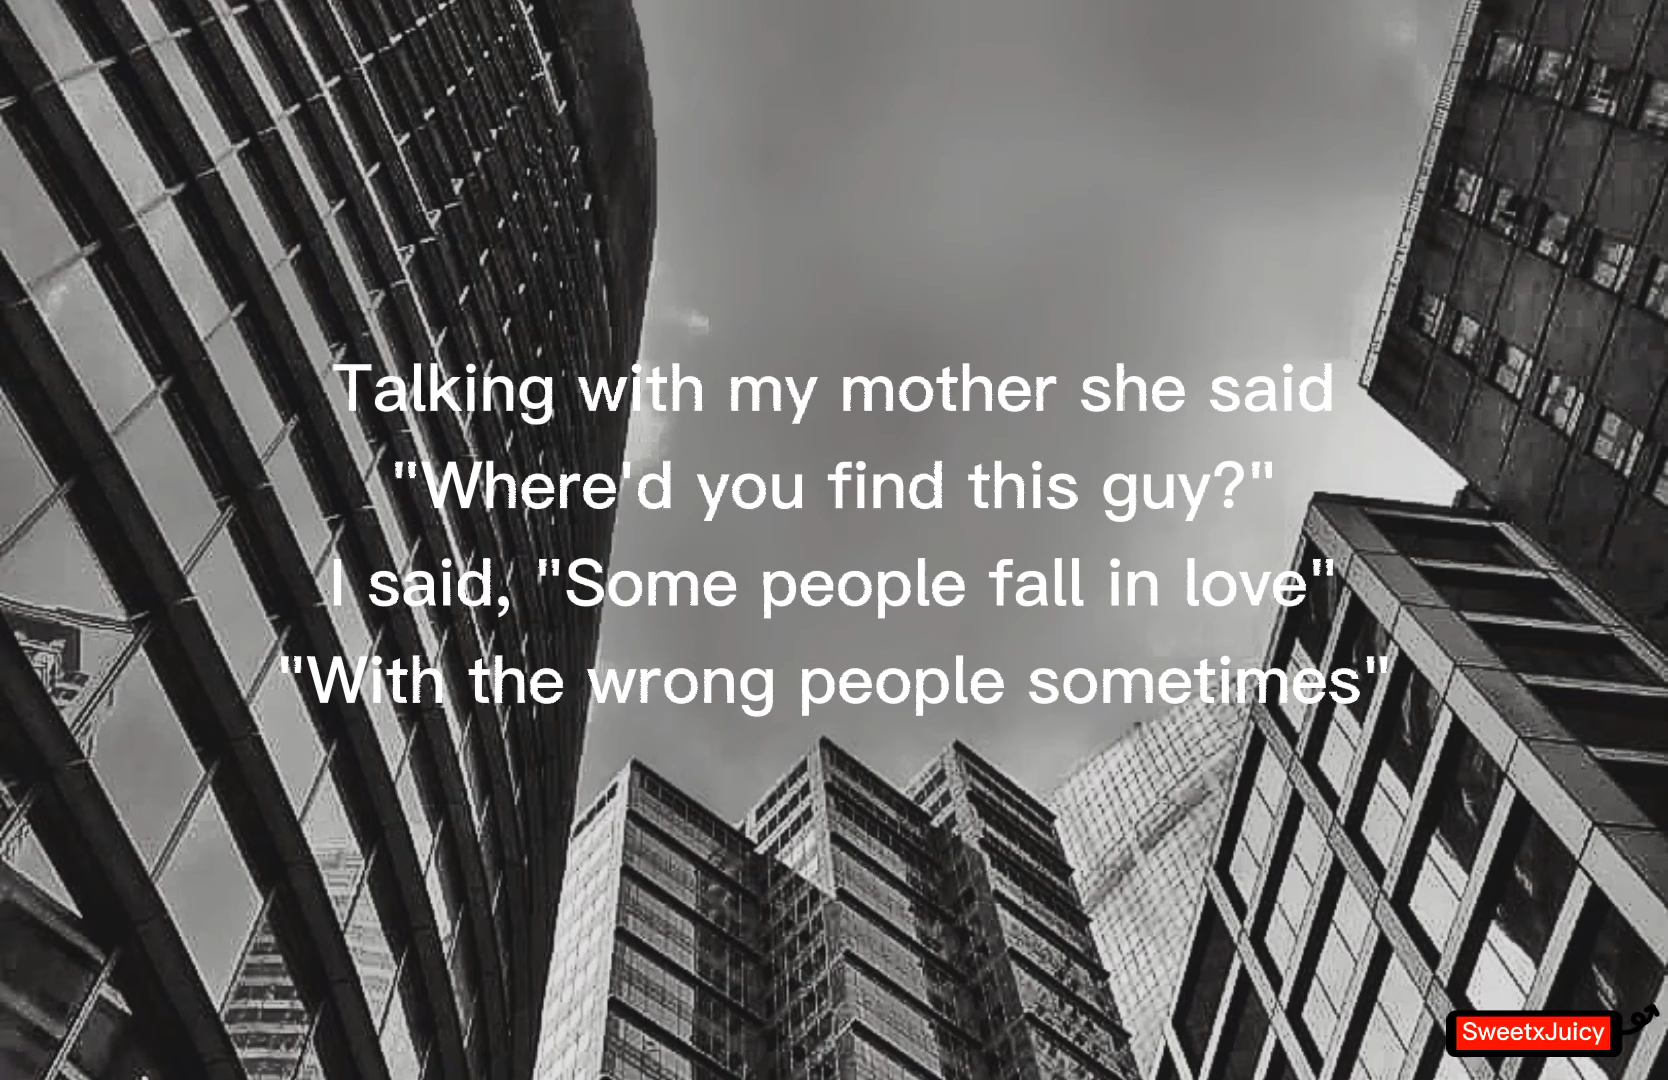 Talking with my mother she said
"Where'd you find this guy?"
I said, "Some people fall in love"
"With the wrong people sometimes"
SweetxJuicy